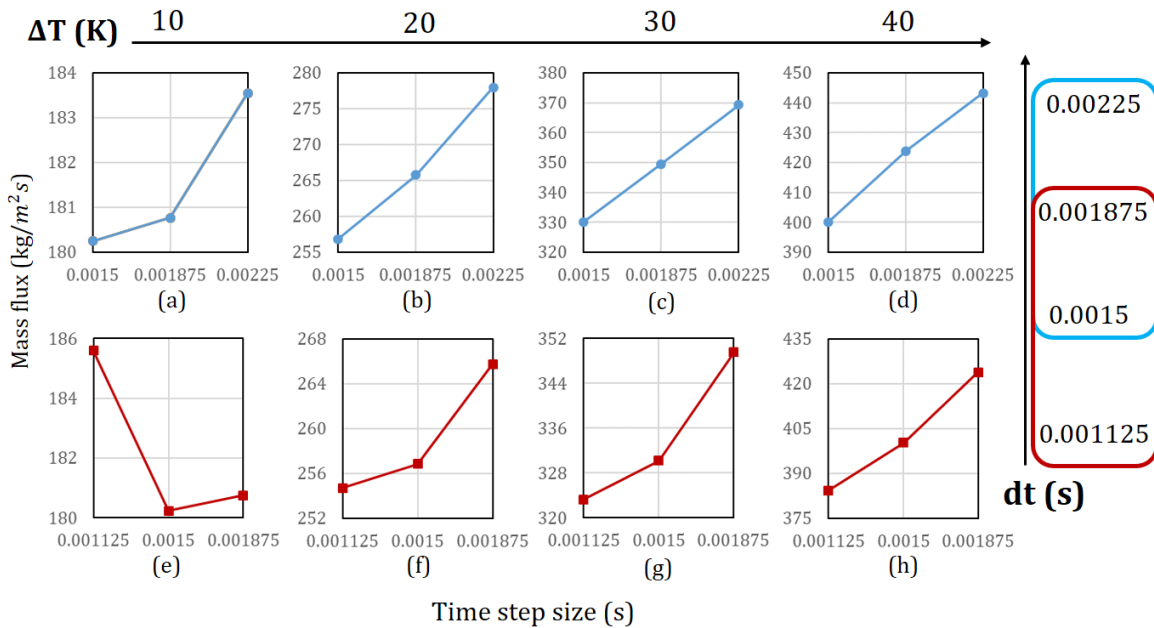 ΔT (K) 10 20 30 40
Mass flux (kg/m²s)
184
183
182
181
180
0.0015 0.001875 0.00225
(a)
280
275
270
265
260
255
0.0015 0.001875 0.00225
(b)
380
370
360
350
340
330
320
0.0015 0.001875 0.00225
(c)
450
440
430
420
410
400
390
0.0015 0.001875 0.00225
(d)
0.00225
0.001875
0.0015
0.001125
dt (s)
186
184
182
180
0.001125 0.0015 0.001875
(e)
268
264
260
256
252
0.001125 0.0015 0.001875
(f)
352
344
336
328
320
0.001125 0.0015 0.001875
(g)
435
420
405
390
375
0.001125 0.0015 0.001875
(h)
Time step size (s)